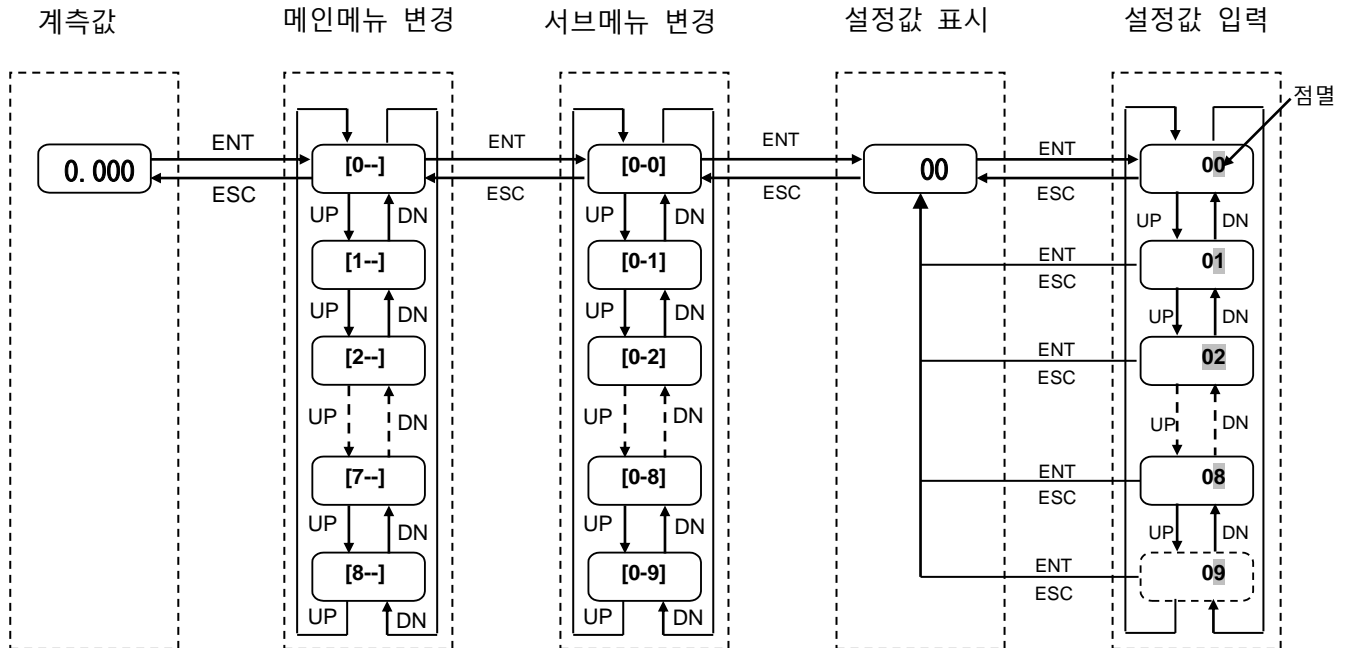 계측값 메인메뉴 변경 서브메뉴 변경 설정값 표시 설정값 입력
점멸
ENT ENT ENT ENT
0.000 [0--] [0-0] 00 00
ESC ESC ESC ESC
UP DN UP DN UP DN
[1--] [0-1] ENT 01
ESC
UP DN UP DN UP DN
[2--] [0-2] ENT 02
ESC
UP DN UP DN UP DN
[7--] [0-8] ENT 08
ESC
UP DN UP DN UP DN
[8--] [0-9] ENT 09
ESC
UP DN UP DN